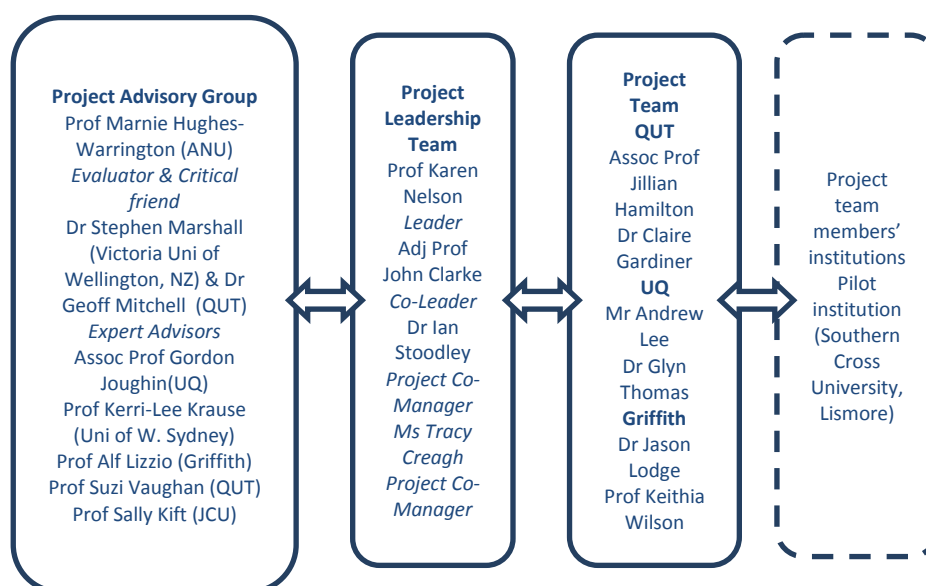 Project Advisory Group
Prof Marnie Hughes-
Warrington (ANU)
Evaluator & Critical
friend
Dr Stephen Marshall
(Victoria Uni of
Wellington, NZ) & Dr
Geoff Mitchell (QUT)
Expert Advisors
Assoc Prof Gordon
Joughin(UQ)
Prof Kerri-Lee Krause
(Uni of W. Sydney)
Prof Alf Lizzio (Griffith)
Prof Suzi Vaughan (QUT)
Prof Sally Kift (JCU)
Project
Leadership
Team
Prof Karen
Nelson
Leader
Adj Prof
John Clarke
Co-Leader
Dr Ian
Stoodley
Project Co-
Manager
Ms Tracy
Creagh
Project Co-
Manager
Project
Team
QUT
Assoc Prof
Jillian
Hamilton
Dr Claire
Gardiner
UQ
Mr Andrew
Lee
Dr Glyn
Thomas
Griffith
Dr Jason
Lodge
Prof Keithia
Wilson
Project
team
members'
institutions
Pilot
institution
(Southern
Cross
University,
Lismore)